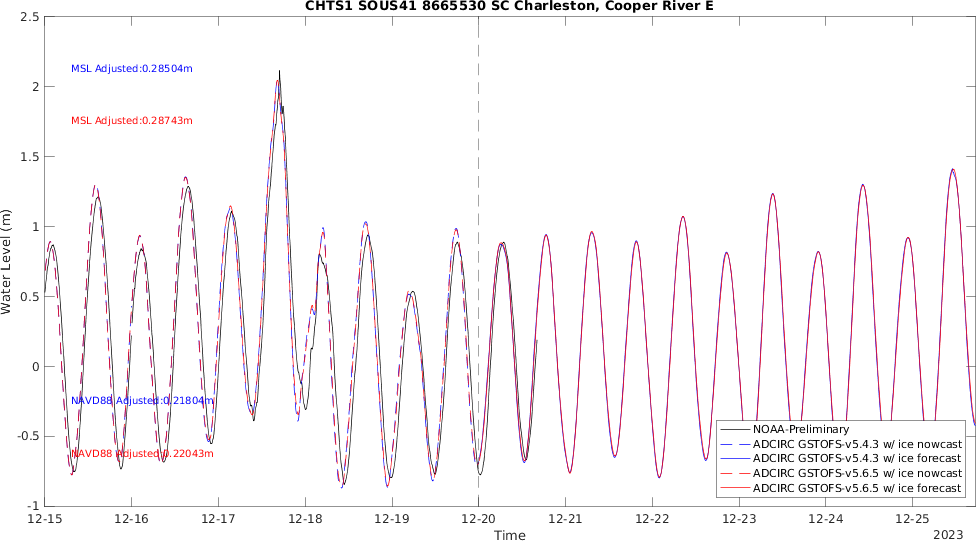 CHTS1 SOUS41 8665530 SC Charleston, Cooper River E
2.5
2
1.5
1
0.5
0
-0.5
-1
Water Level (m)
MSL Adjusted:0.28504m
MSL Adjusted:0.28743m
NAVD88 Adjusted:0.21804m
NAVD88 Adjusted:0.22043m
NOAA-Preliminary
ADCIRC GSTOFS-v5.4.3 w/ ice nowcast
ADCIRC GSTOFS-v5.4.3 w/ ice forecast
ADCIRC GSTOFS-v5.6.5 w/ ice nowcast
ADCIRC GSTOFS-v5.6.5 w/ ice forecast
12-15 12-16 12-17 12-18 12-19 12-20 12-21 12-22 12-23 12-24 12-25
Time
2023